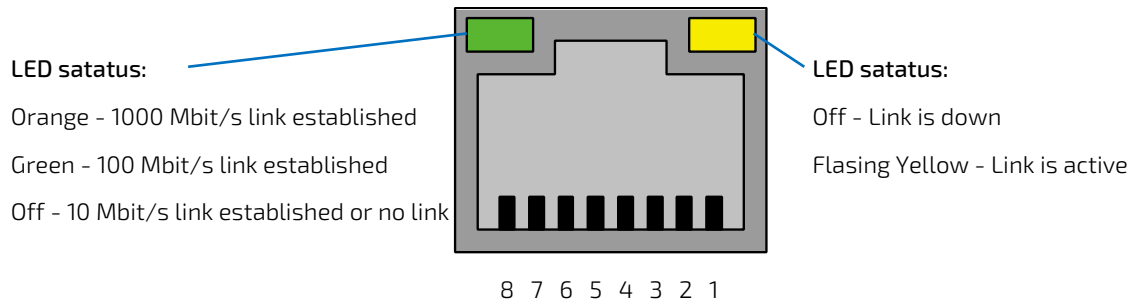 LED satatus:
Orange - 1000 Mbit/s link established
Green - 100 Mbit/s link established
Off - 10 Mbit/s link established or no link
LED satatus:
Off - Link is down
Flasing Yellow - Link is active
8 7 6 5 4 3 2 1